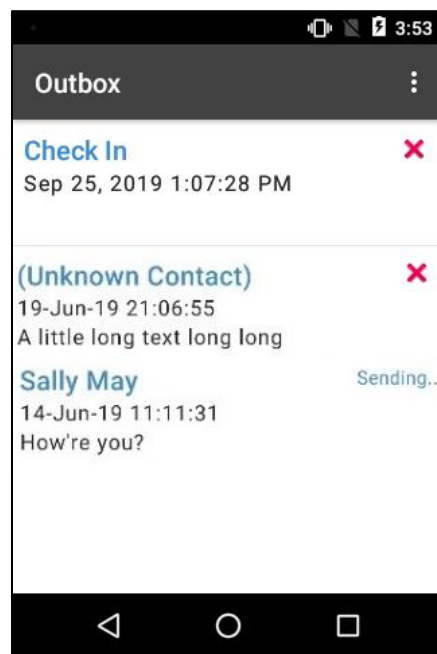 3:53
Outbox
Check In
Sep 25, 2019 1:07:28 PM
(Unknown Contact)
19-Jun-19 21:06:55
A little long text long long
Sally May
Sending..
14-Jun-19 11:11:31
How're you?